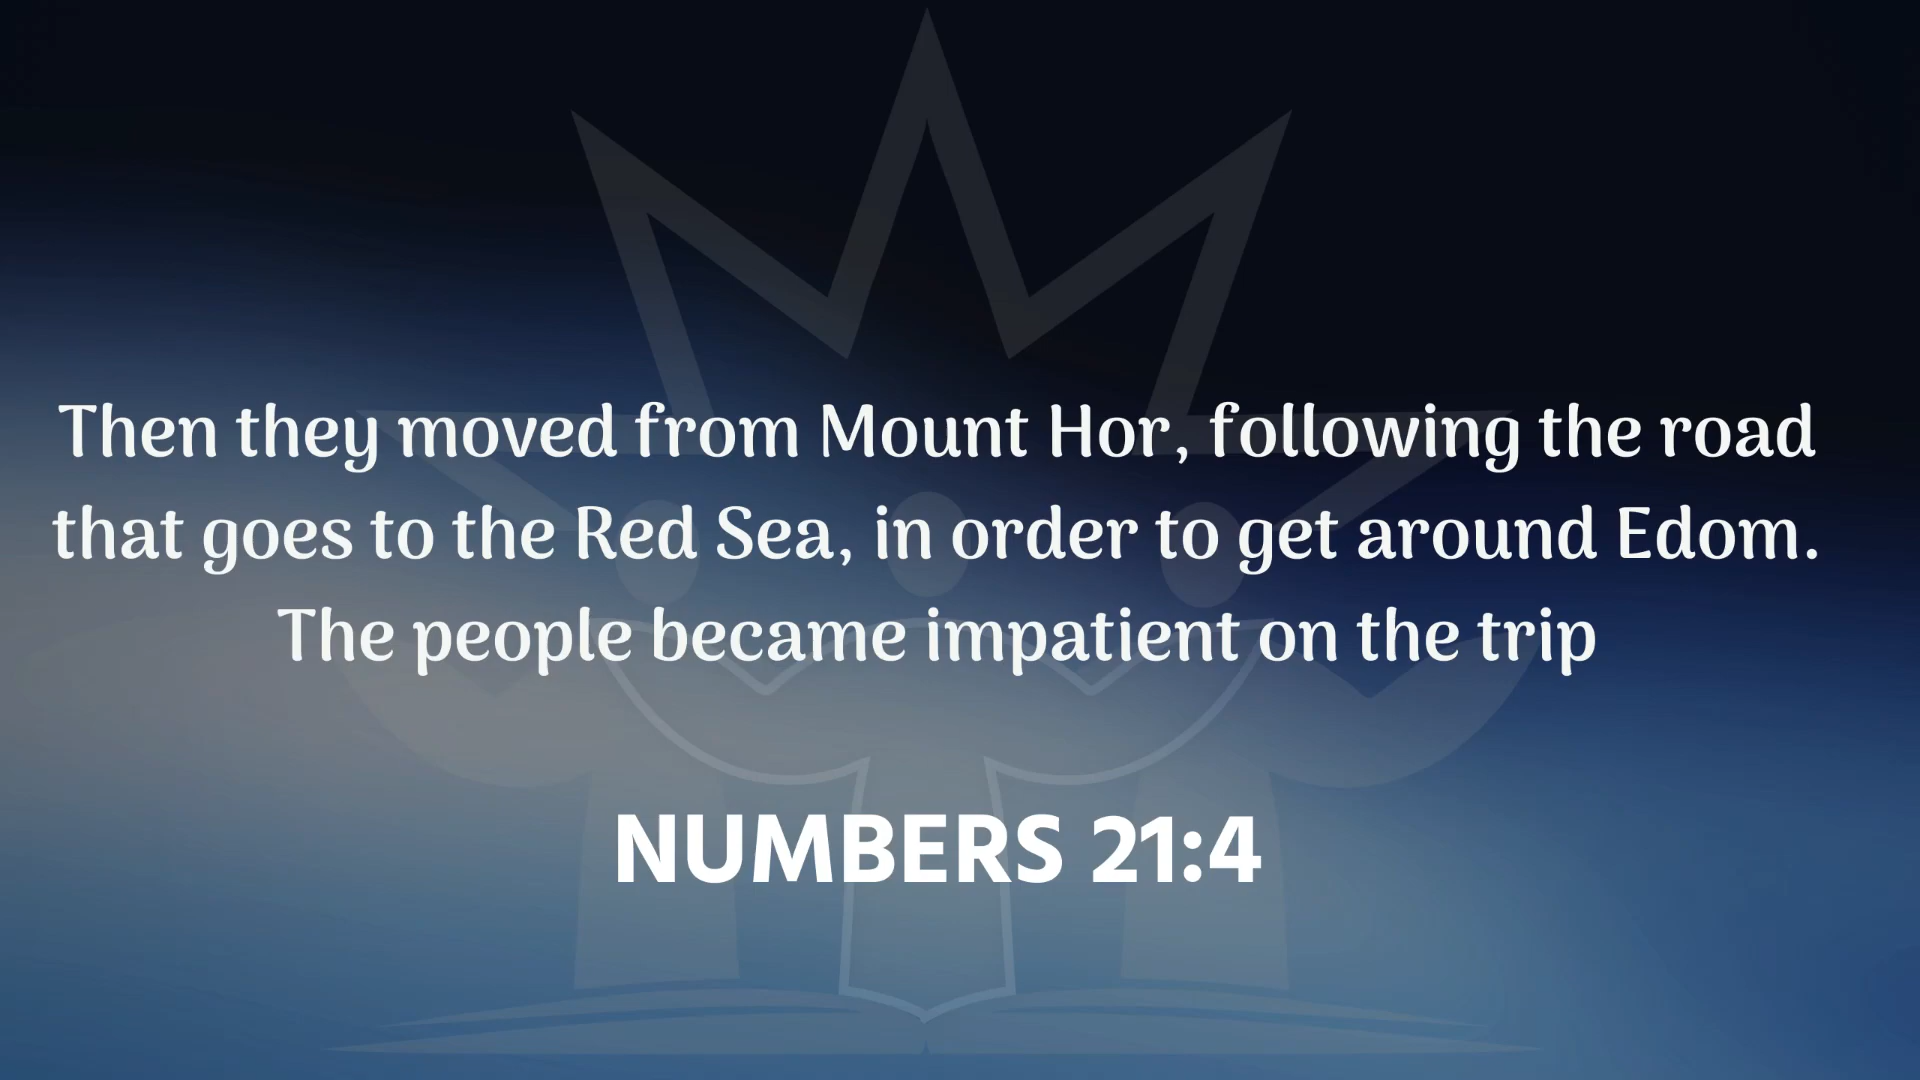 Then they moved from Mount Hor, following the road
that goes to the Red Sea, in order to get around Edom.
The people became impatient on the trip
NUMBERS 21:4